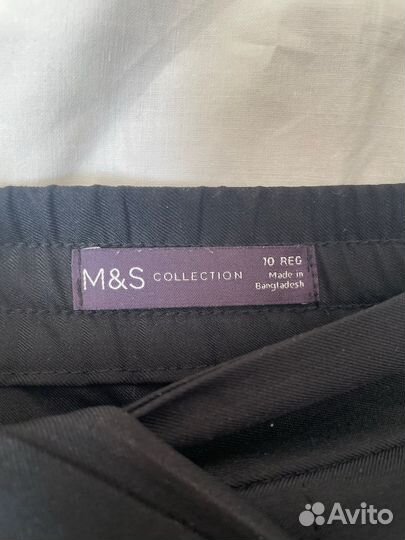 M&S COLLECTION
10 REG
Made in
Bangladesh
Avito